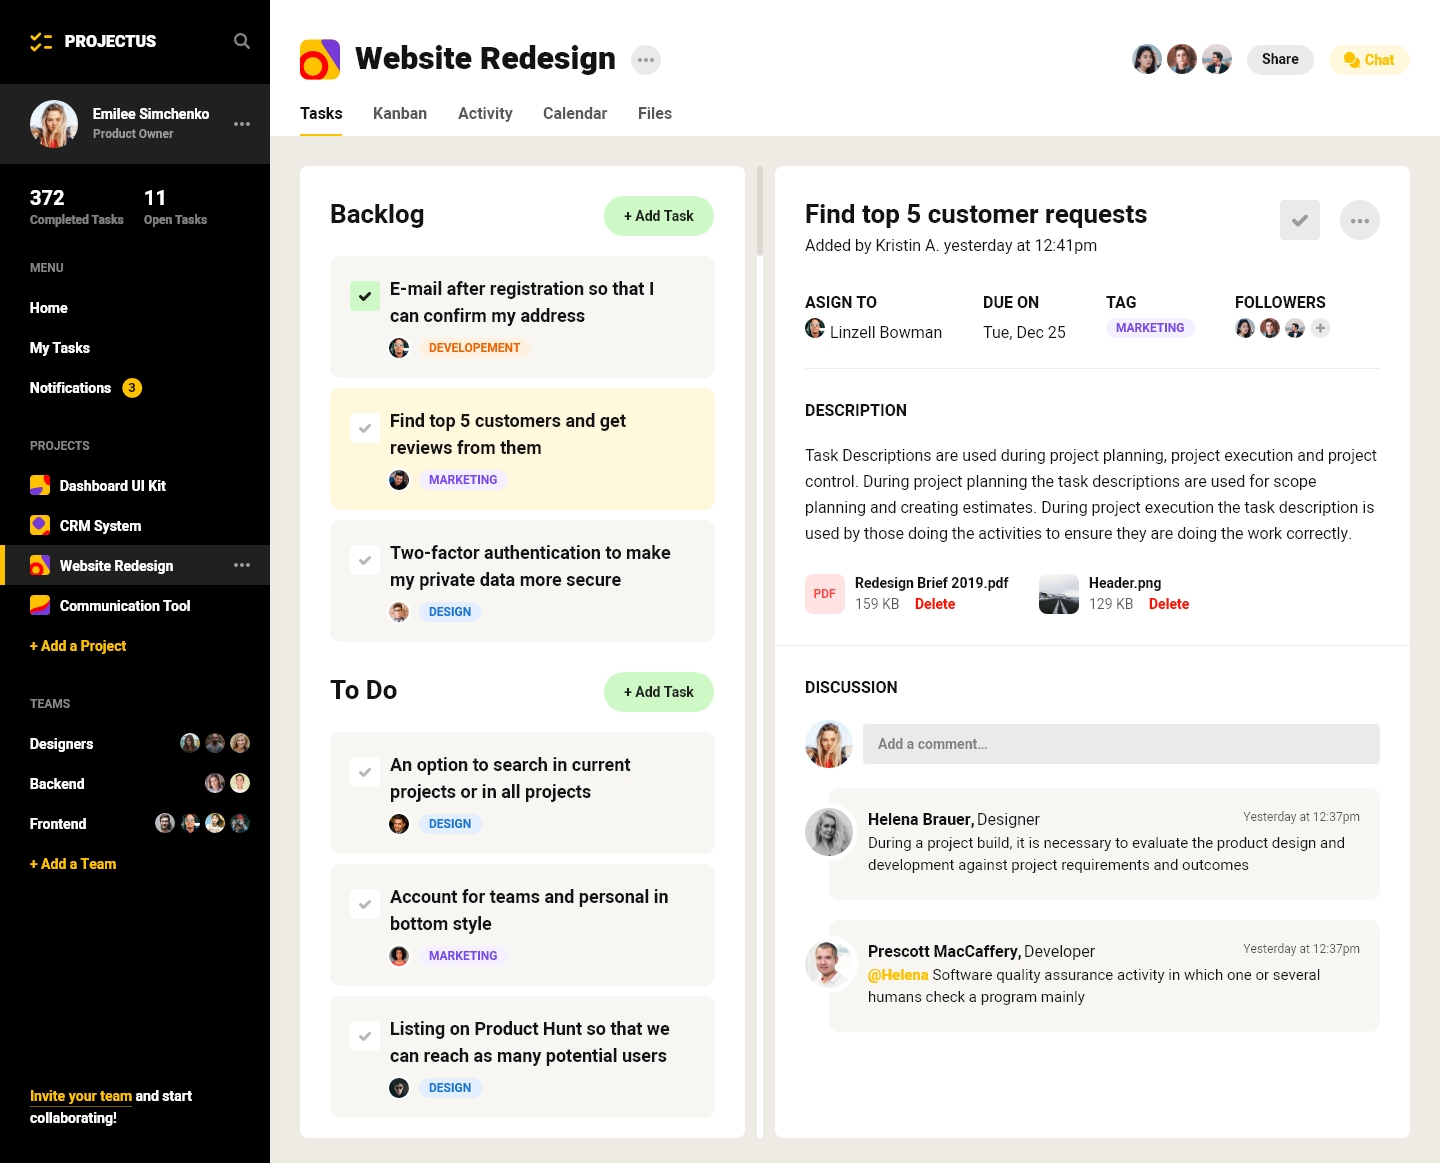 PROJECTUS
Emilee Simchenko
Product Owner
372
Completed Tasks
11
Open Tasks
MENU
Home
My Tasks
Notifications 3
PROJECTS
Dashboard UI Kit
CRM System
Website Redesign
Communication Tool
+ Add a Project
TEAMS
Designers
Backend
Frontend
+ Add a Team
Invite your team and start
collaborating!
Website Redesign
Share
Chat
Tasks Kanban Activity Calendar Files
Backlog
+ Add Task
E-mail after registration so that I
can confirm my address
DEVELOPEMENT
Find top 5 customers and get
reviews from them
MARKETING
Two-factor authentication to make
my private data more secure
DESIGN
To Do
+ Add Task
An option to search in current
projects or in all projects
DESIGN
Account for teams and personal in
bottom style
MARKETING
Listing on Product Hunt so that we
can reach as many potential users
DESIGN
Find top 5 customer requests
Added by Kristin A. yesterday at 12:41pm
ASIGN TO
Linzell Bowman
DUE ON
Tue, Dec 25
TAG
MARKETING
FOLLOWERS
+
DESCRIPTION
Task Descriptions are used during project planning, project execution and project
control. During project planning the task descriptions are used for scope
planning and creating estimates. During project execution the task description is
used by those doing the activities to ensure they are doing the work correctly.
PDF
Redesign Brief 2019.pdf
159 KB Delete
Header.png
129 KB Delete
DISCUSSION
Add a comment...
Helena Brauer, Designer
Yesterday at 12:37pm
During a project build, it is necessary to evaluate the product design and
development against project requirements and outcomes
Prescott MacCaffery, Developer
Yesterday at 12:37pm
@Helena Software quality assurance activity in which one or several
humans check a program mainly